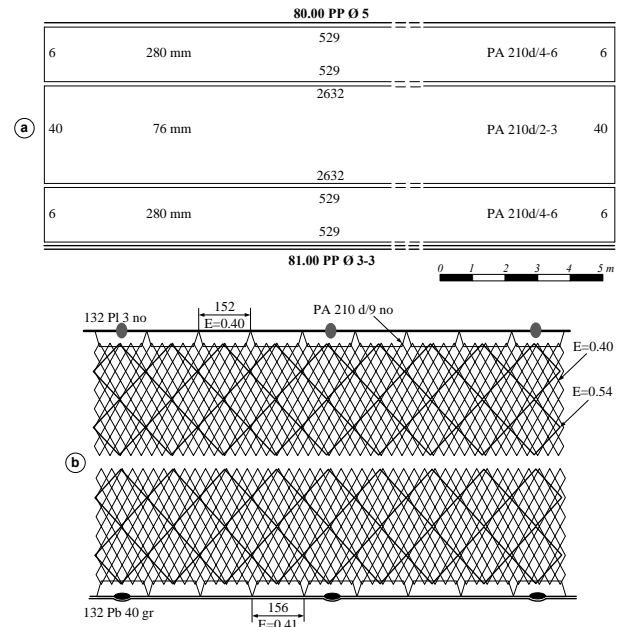 80.00 PP Ø 5
529
6 280 mm PA 210d/4-6 6
529
2632
a 40 76 mm PA 210d/2-3 40
2632
529
6 280 mm PA 210d/4-6 6
529
81.00 PP Ø 3-3
0 1 2 3 4 5 m
132 Pl 3 no 152 PA 210 d/9 no
E=0.40
E=0.40
E=0.54
b
132 Pb 40 gr 156
E=0.41